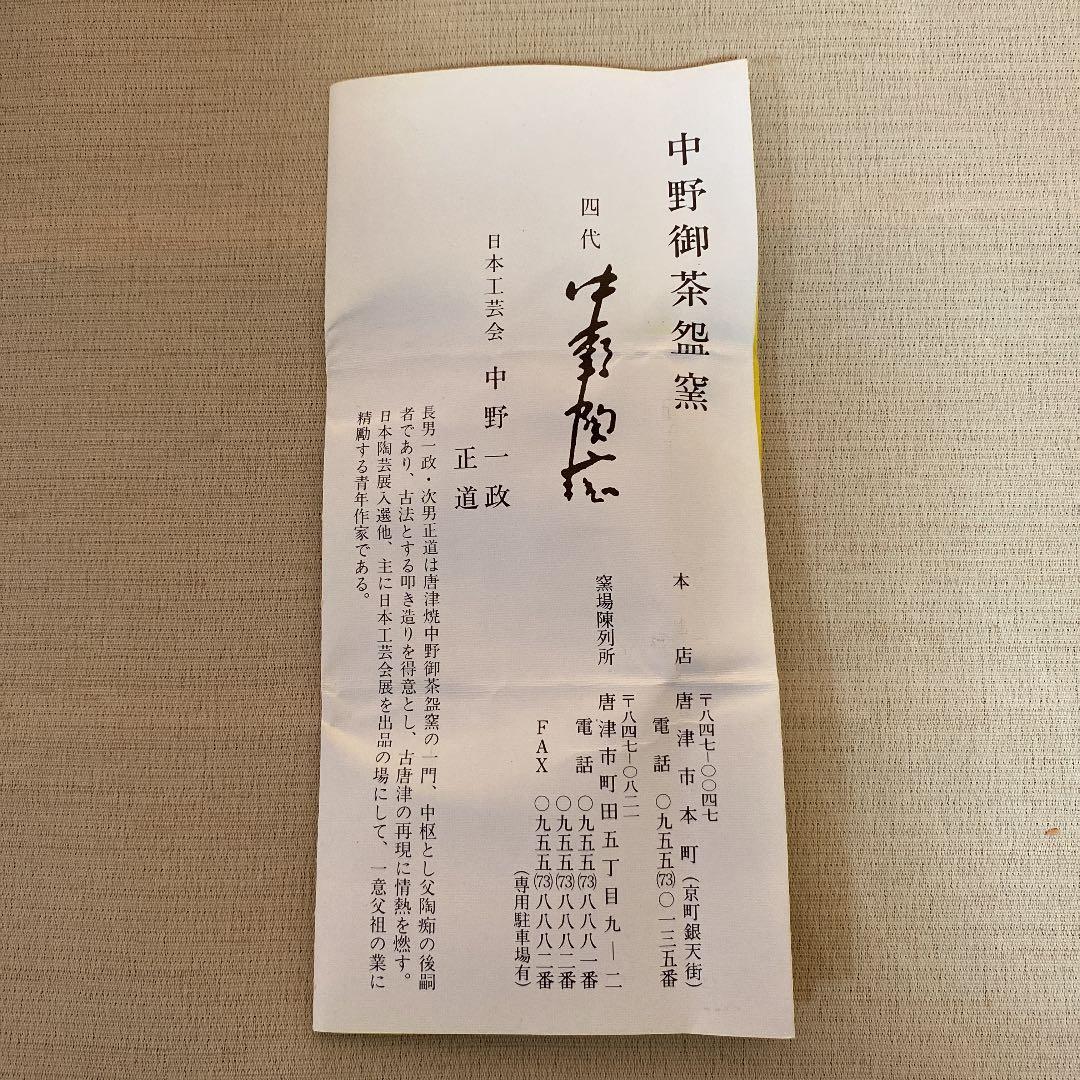 中野御茶盌窯
四代 中野陶痴
日本工芸会 中野一政
正道
長男一政・次男正道は唐津焼中野御茶盌窯の一門、中枢とし父陶痴の後嗣
者であり、古法とする叩き造りを得意とし、古唐津の再現に情熱を燃す。
日本陶芸展入選他、主に日本工芸会展を出品の場にして、一意父祖の業に
精勵する青年作家である。
本店
〒八四七―〇〇四七
唐津市本町(京町銀天街)
電話 〇九五五(73)〇一三五番
窯場陳列所
〒八四七―〇八二一
唐津市町田五丁目九―二
電話 〇九五五(73)八八八一番
〇九五五(73)八八八二番
FAX 〇九五五(73)八八八二番
(専用駐車場有)